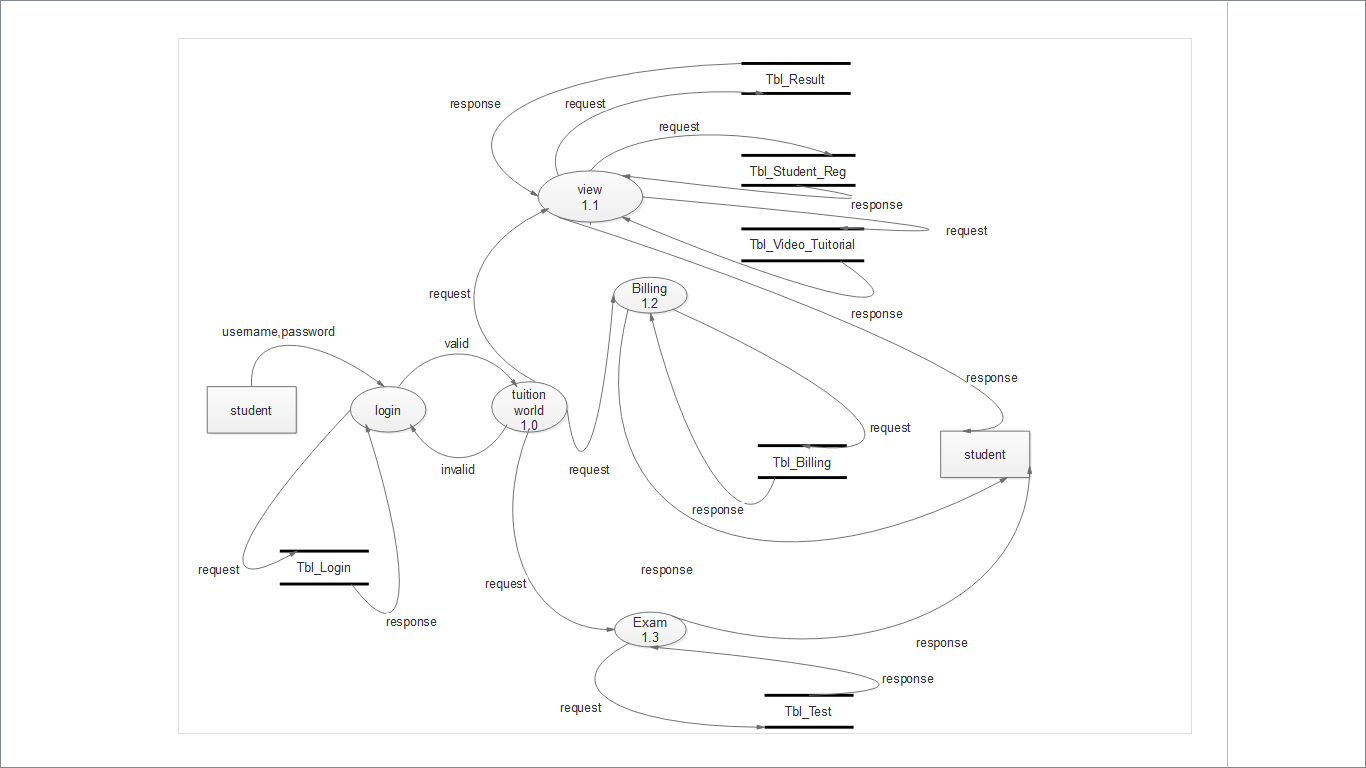 Tbl_Result
response
request
request
Tbl_Student_Reg
view
1.1
response
request
Tbl_Video_Tuitorial
Billing
1.2
request
response
username,password
valid
response
student
login
tuition
world
1.0
request
student
invalid
request
Tbl_Billing
response
request
Tbl_Login
response
request
response
Exam
1.3
response
response
request
Tbl_Test